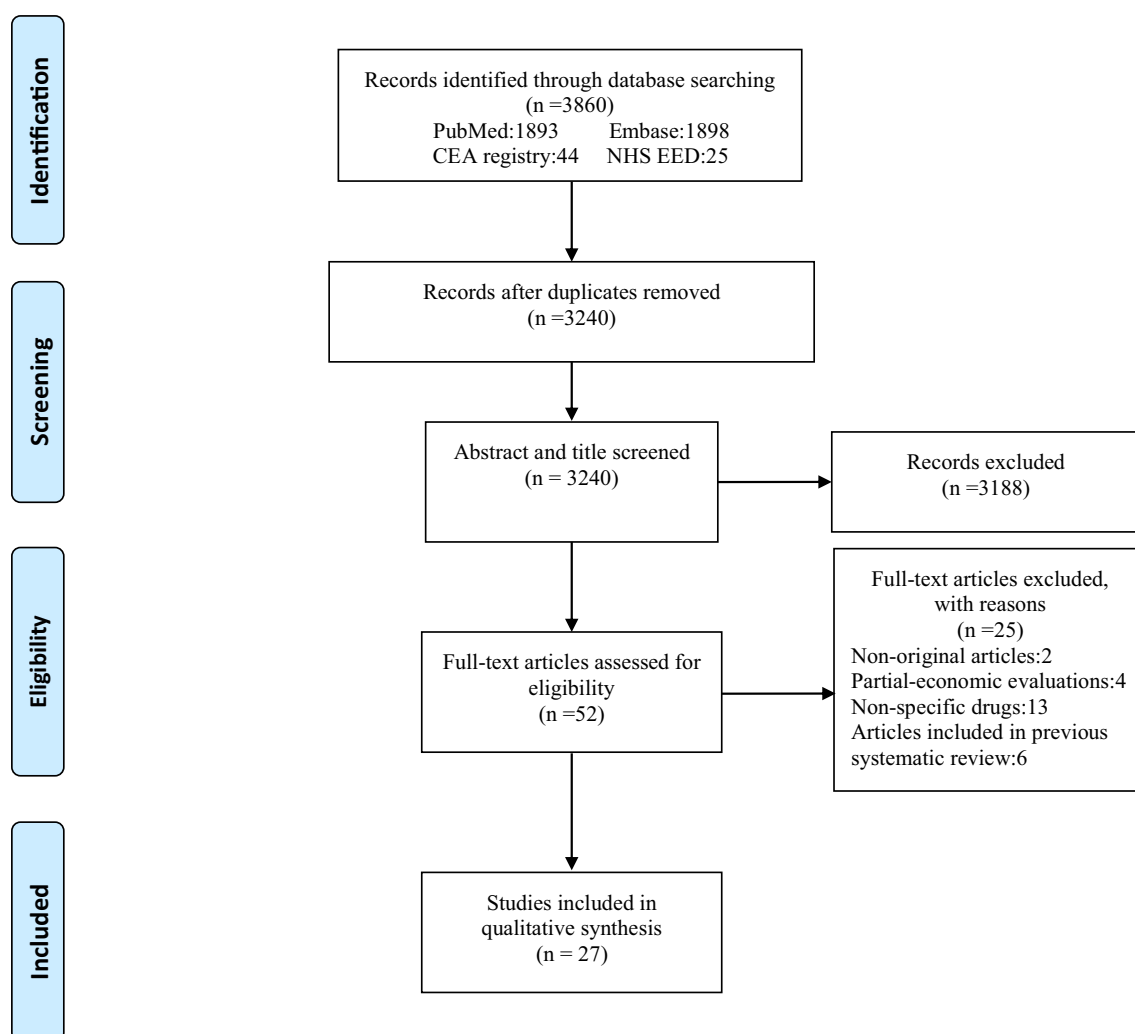 Identification
Records identified through database searching
(n =3860)
PubMed:1893 Embase:1898
CEA registry:44 NHS EED:25
Screening
Records after duplicates removed
(n =3240)
Abstract and title screened
(n = 3240)
Records excluded
(n =3188)
Eligibility
Full-text articles assessed for
eligibility
(n =52)
Full-text articles excluded,
with reasons
(n =25)
Non-original articles:2
Partial-economic evaluations:4
Non-specific drugs:13
Articles included in previous
systematic review:6
Included
Studies included in
qualitative synthesis
(n = 27)